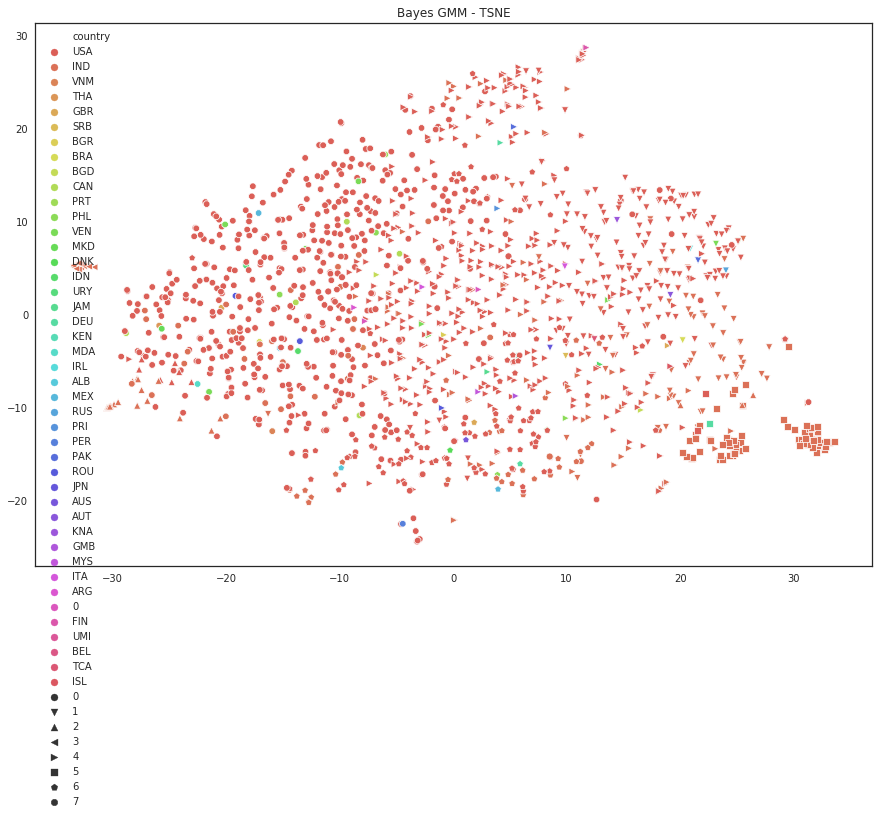 Bayes GMM - TSNE
30
20
10
0
−10
−20
−30
−20
−10
0
10
20
30
country
USA
IND
VNM
THA
GBR
SRB
BGR
BRA
BGD
CAN
PRT
PHL
VEN
MKD
DNK
IDN
URY
JAM
DEU
KEN
MDA
IRL
ALB
MEX
RUS
PRI
PER
PAK
ROU
JPN
AUS
AUT
KNA
GMB
MYS
ITA
ARG
0
FIN
UMI
BEL
TCA
ISL
0
1
2
3
4
5
6
7